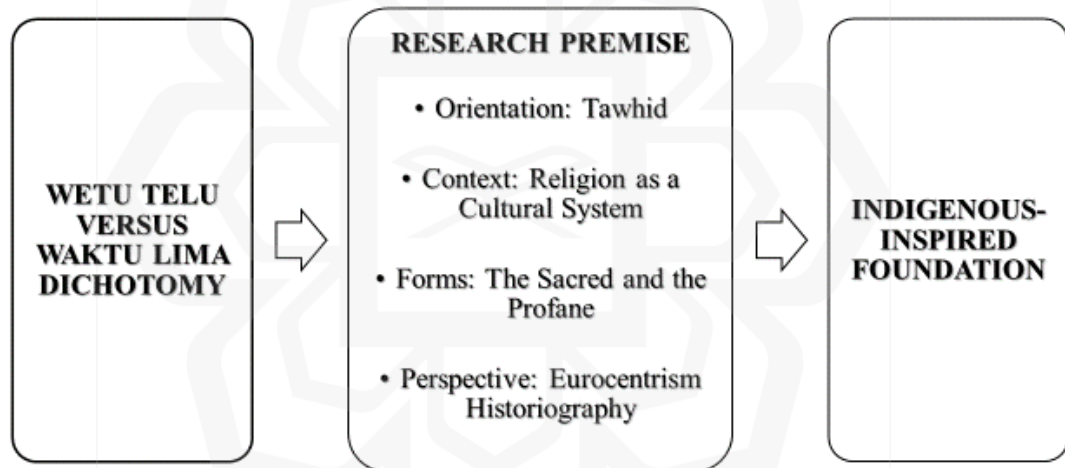 WETU TELU
VERSUS
WAKTU LIMA
DICHOTOMY
RESEARCH PREMISE
• Orientation: Tawhid
• Context: Religion as a
Cultural System
• Forms: The Sacred and the
Profane
• Perspective: Eurocentrism
Historiography
INDIGENOUS-
INSPIRED
FOUNDATION